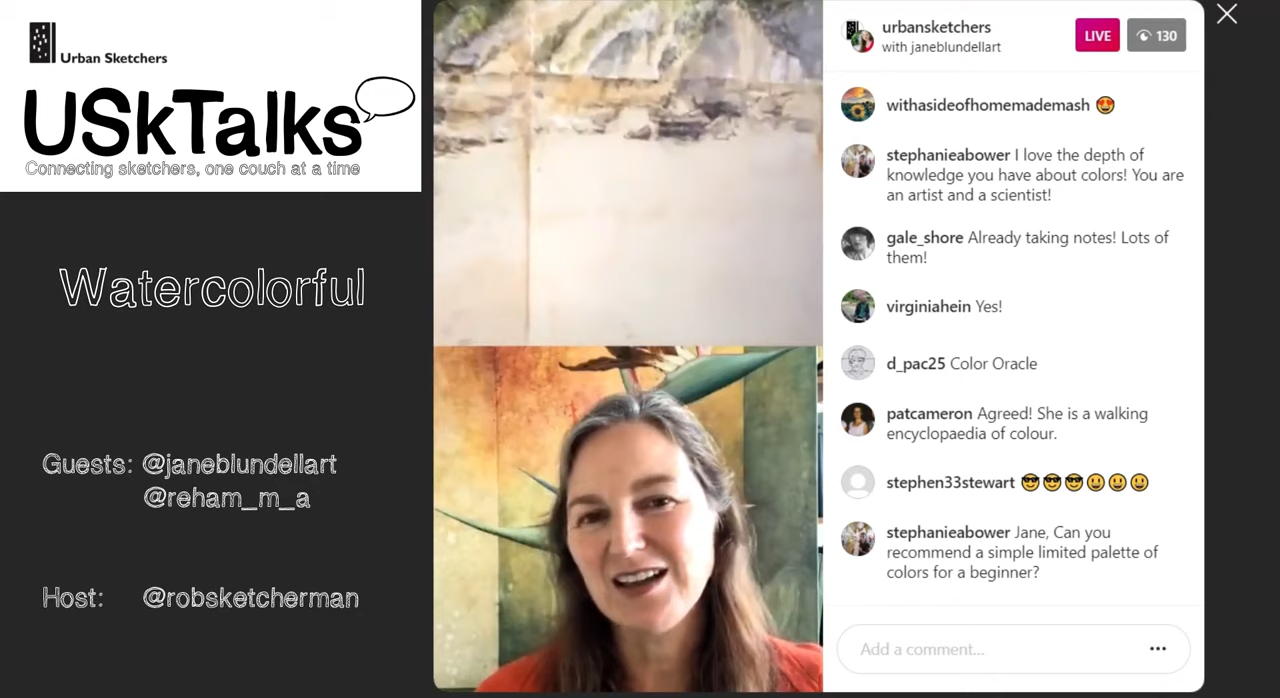 Urban Sketchers
USkTalks
Connecting sketchers, one couch at a time
Watercolorful
Guests: @janeblundellart
@reham_m_a
Host: @robsketcherman
urbansketchers
with janeblundellart
LIVE
130
withasideofhomemademash 😍
stephanieabower I love the depth of
knowledge you have about colors! You are
an artist and a scientist!
gale_shore Already taking notes! Lots of
them!
virginiahein Yes!
d_pac25 Color Oracle
patcameron Agreed! She is a walking
encyclopaedia of colour.
stephen33stewart 😎😎😎😃😃😃
stephanieabower Jane, Can you
recommend a simple limited palette of
colors for a beginner?
Add a comment...